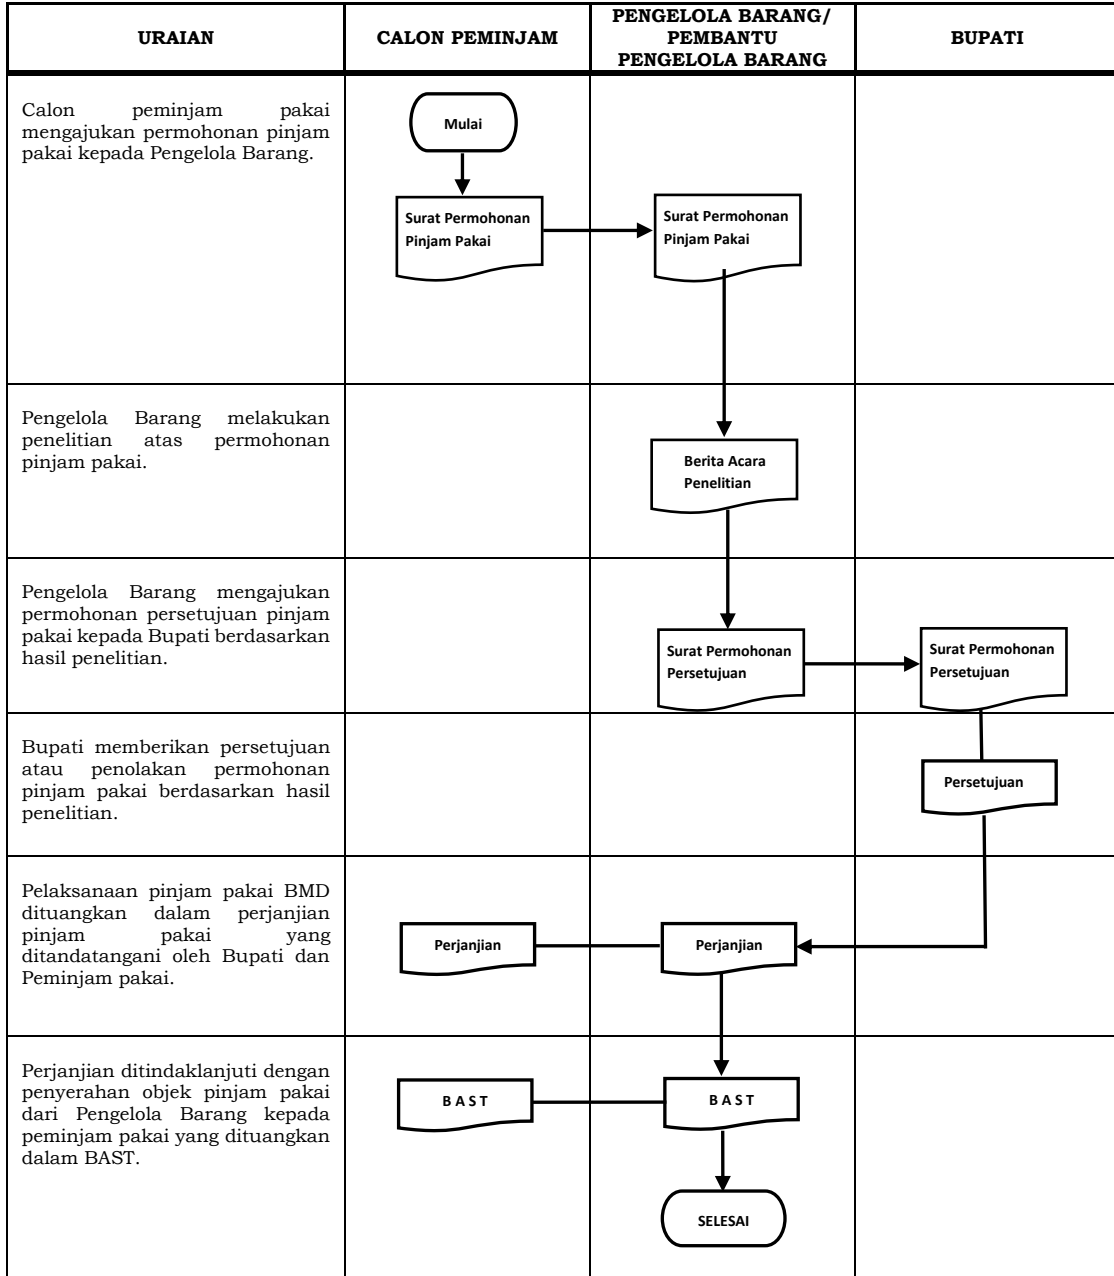 URAIAN
CALON PEMINJAM
PENGELOLA BARANG/
PEMBANTU
PENGELOLA BARANG
BUPATI
Calon peminjam pakai
mengajukan permohonan pinjam
pakai kepada Pengelola Barang.
Mulai
Surat Permohonan
Pinjam Pakai
Surat Permohonan
Pinjam Pakai
Pengelola Barang melakukan
penelitian atas permohonan
pinjam pakai.
Berita Acara
Penelitian
Pengelola Barang mengajukan
permohonan persetujuan pinjam
pakai kepada Bupati berdasarkan
hasil penelitian.
Surat Permohonan
Persetujuan
Surat Permohonan
Persetujuan
Bupati memberikan persetujuan
atau penolakan permohonan
pinjam pakai berdasarkan hasil
penelitian.
Persetujuan
Pelaksanaan pinjam pakai BMD
dituangkan dalam perjanjian
pinjam pakai yang
ditandatangani oleh Bupati dan
Peminjam pakai.
Perjanjian
Perjanjian
Perjanjian ditindaklanjuti dengan
penyerahan objek pinjam pakai
dari Pengelola Barang kepada
peminjam pakai yang dituangkan
dalam BAST.
B A S T
B A S T
SELESAI